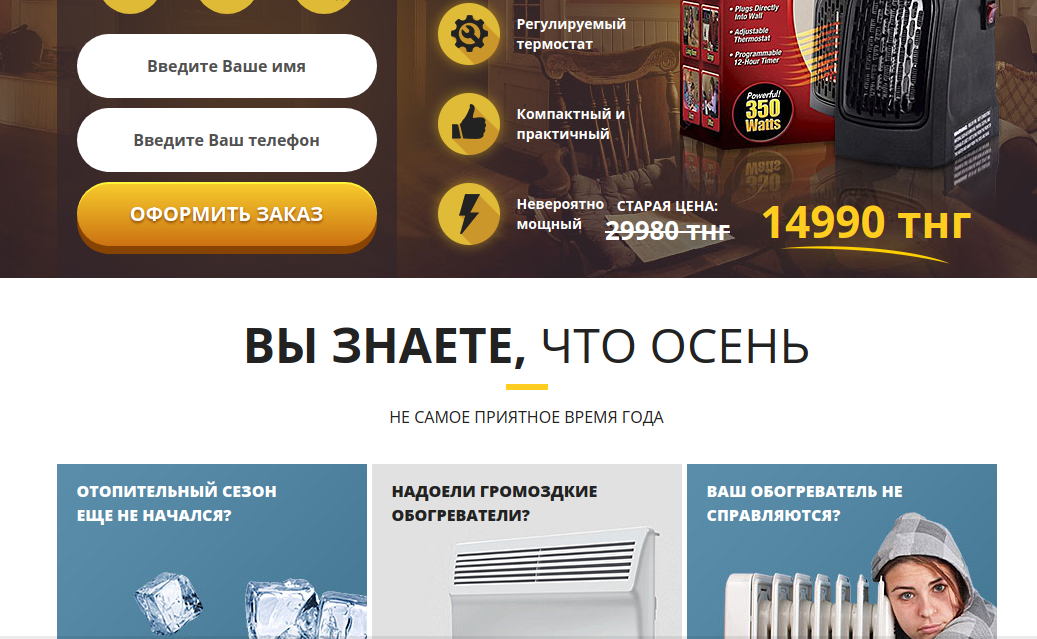 Введите Ваше имя
Введите Ваш телефон
ОФОРМИТЬ ЗАКАЗ
Регулируемый
термостат
Компактный и
практичный
Невероятно
мощный
• Plugs Directly
Into Wall
• Adjustable
Thermostat
• Programmable
12-Hour Timer
Powerful!
350
Watts
СТАРАЯ ЦЕНА:
29980 тнг
14990 тнг
ВЫ ЗНАЕТЕ, ЧТО ОСЕНЬ
НЕ САМОЕ ПРИЯТНОЕ ВРЕМЯ ГОДА
ОТОПИТЕЛЬНЫЙ СЕЗОН
ЕЩЕ НЕ НАЧАЛСЯ?
НАДОЕЛИ ГРОМОЗДКИЕ
ОБОГРЕВАТЕЛИ?
ВАШ ОБОГРЕВАТЕЛЬ НЕ
СПРАВЛЯЮТСЯ?